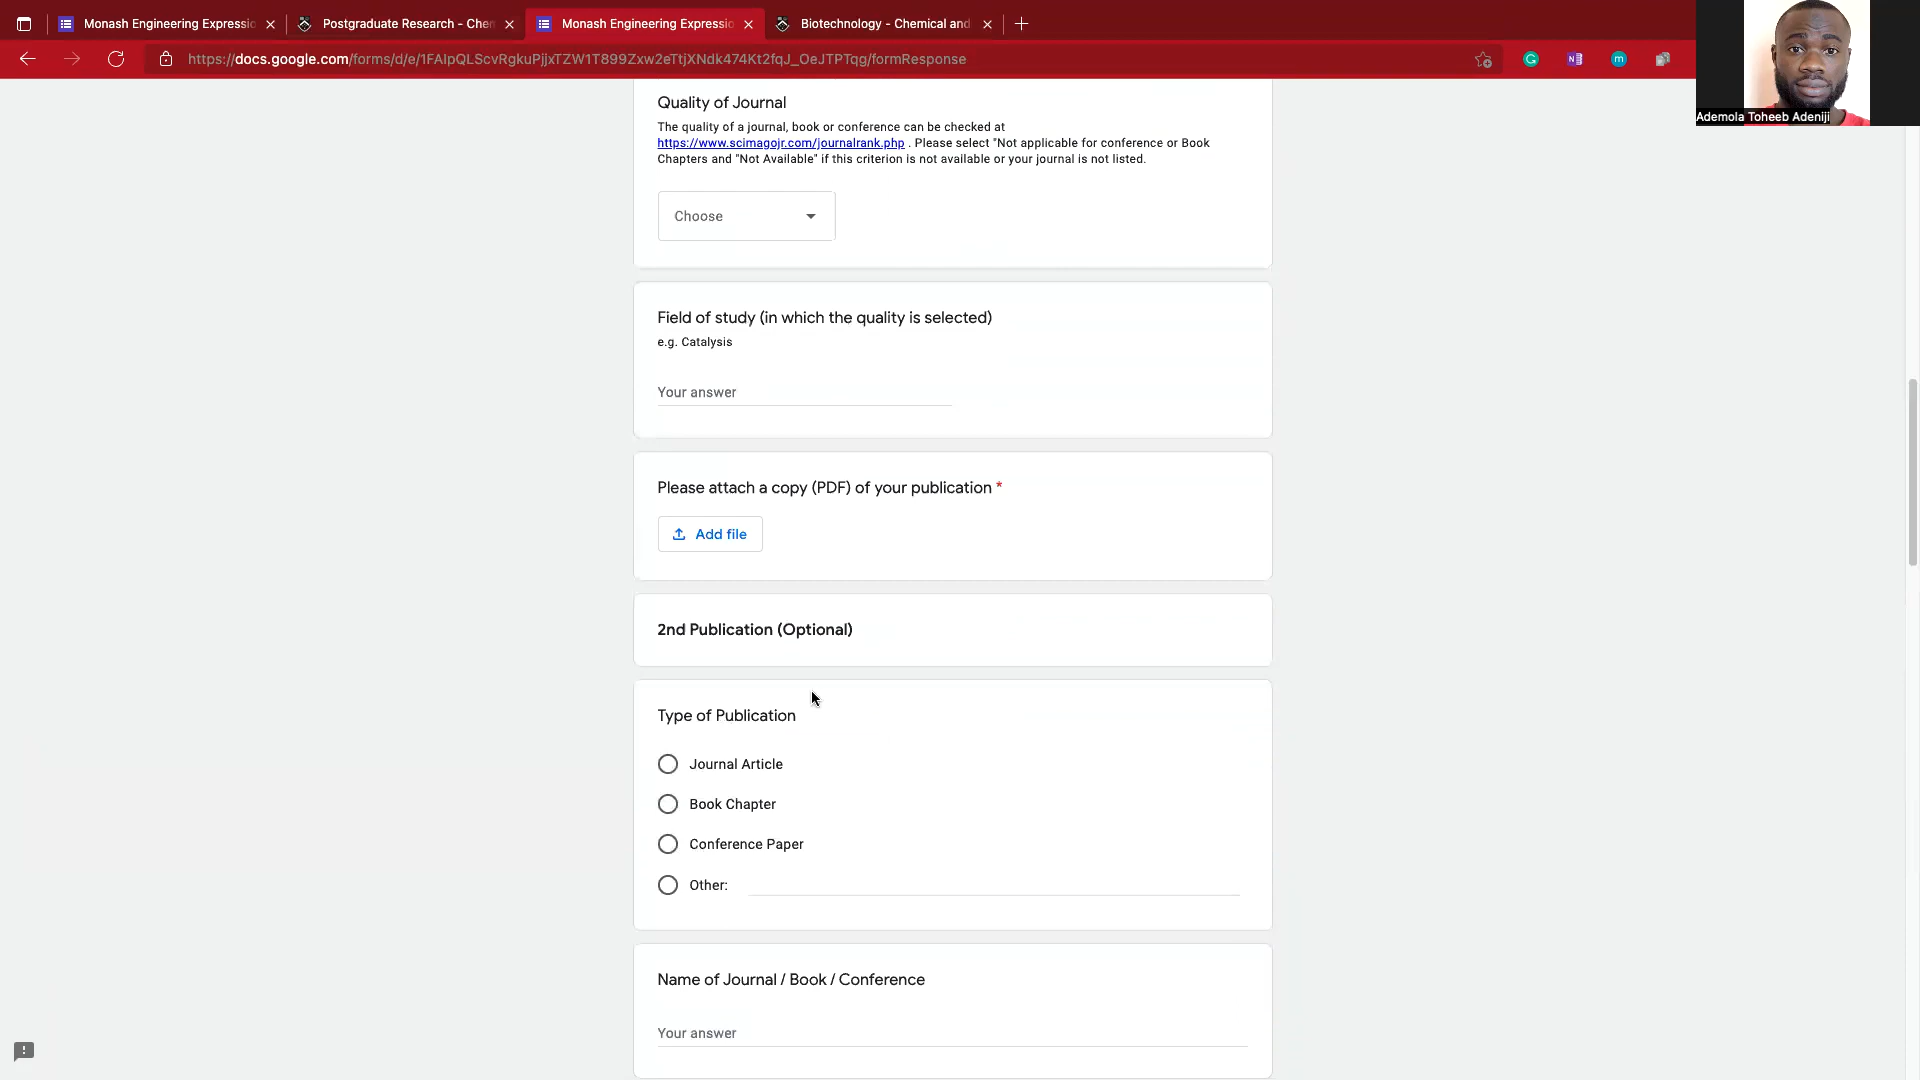 Monash Engineering Expressio
Postgraduate Research - Chem
Monash Engineering Expressio
Biotechnology - Chemical and
https://docs.google.com/forms/d/e/1FAIpQLScvRgkuPjjxTZW1T899Zxw2eTtjXNdk474Kt2fqJ_OeJTPTqg/formResponse
Ademola Toheeb Adeniji
Quality of Journal
The quality of a journal, book or conference can be checked at
https://www.scimagojr.com/journalrank.php . Please select "Not applicable for conference or Book
Chapters and "Not Available" if this criterion is not available or your journal is not listed.
Choose
Field of study (in which the quality is selected)
e.g. Catalysis
Your answer
Please attach a copy (PDF) of your publication *
Add file
2nd Publication (Optional)
Type of Publication
Journal Article
Book Chapter
Conference Paper
Other:
Name of Journal / Book / Conference
Your answer